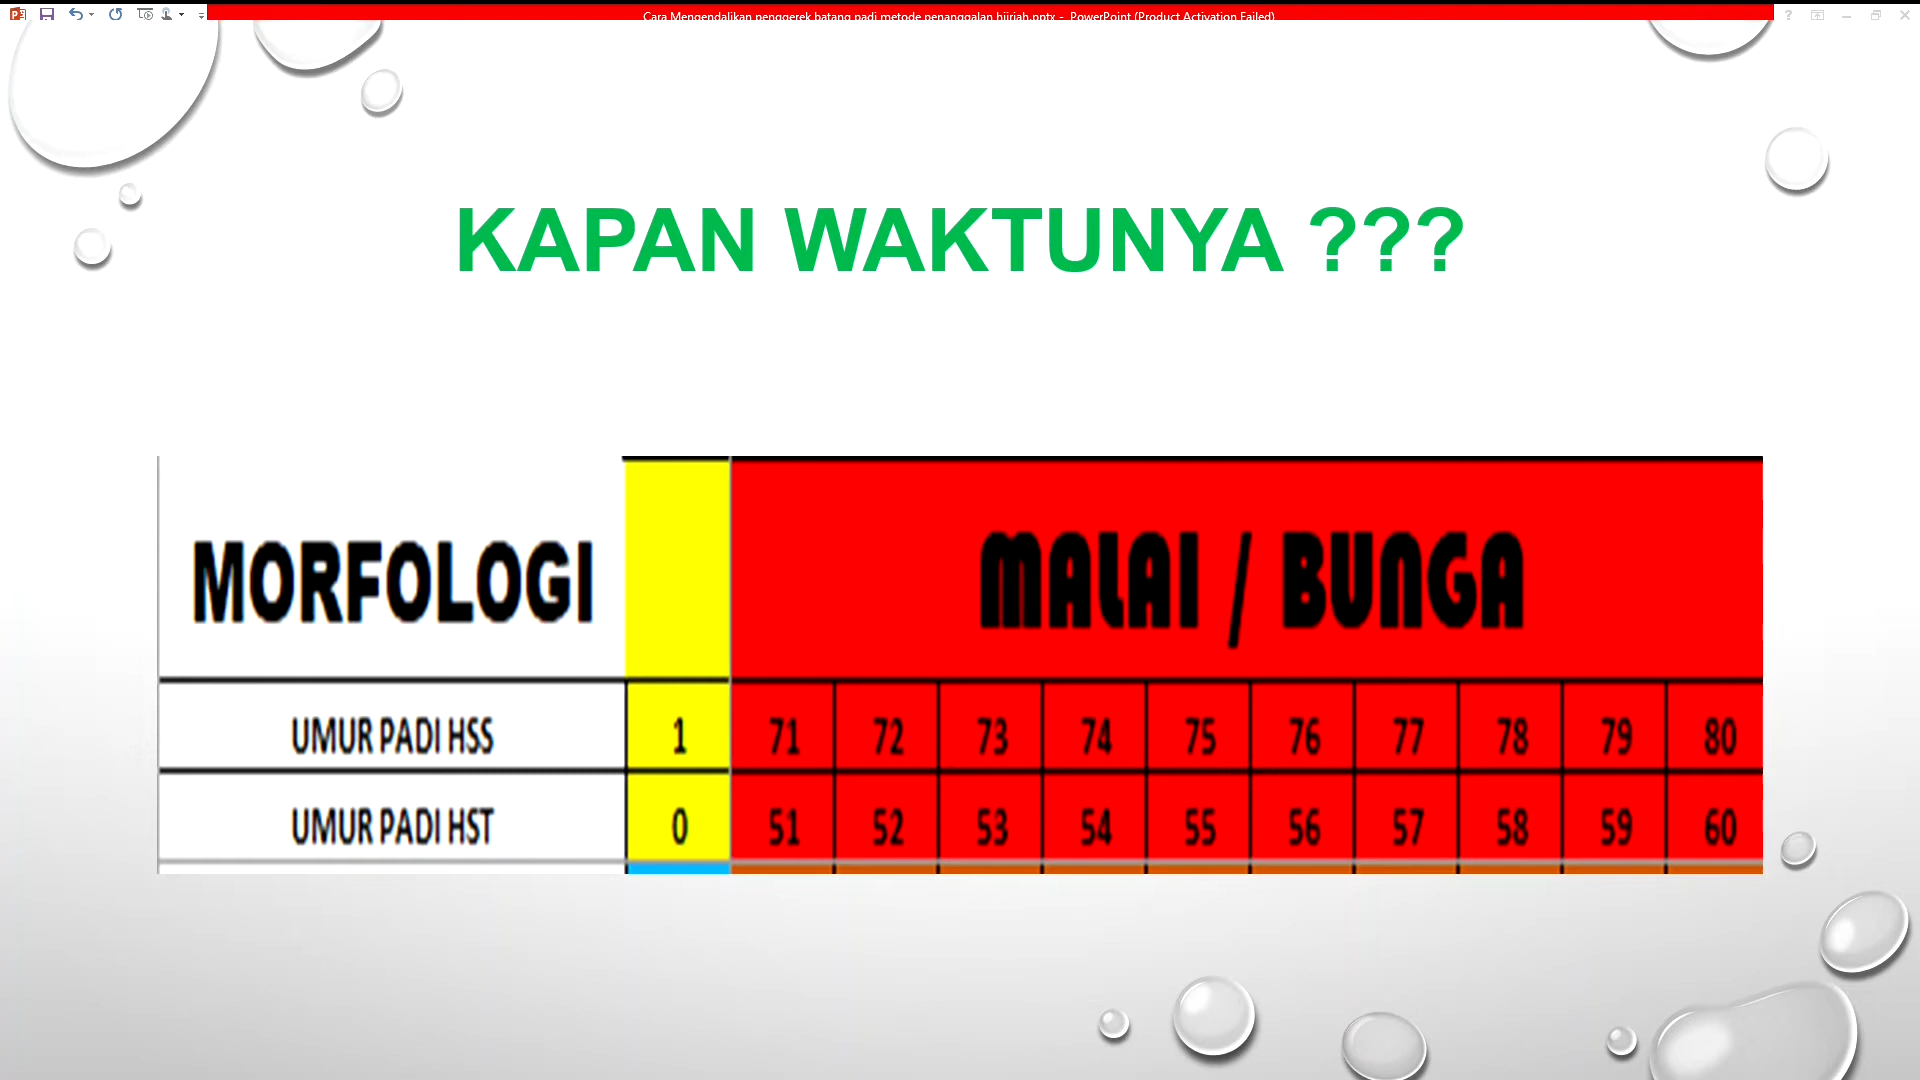 Cara Mengendalikan penggerek batang padi metode penanggalan hijriah.pptx - PowerPoint (Product Activation Failed)
KAPAN WAKTUNYA ???
MORFOLOGI MALAI / BUNGA
UMUR PADI HSS 1 71 72 73 74 75 76 77 78 79 80
UMUR PADI HST 0 51 52 53 54 55 56 57 58 59 60